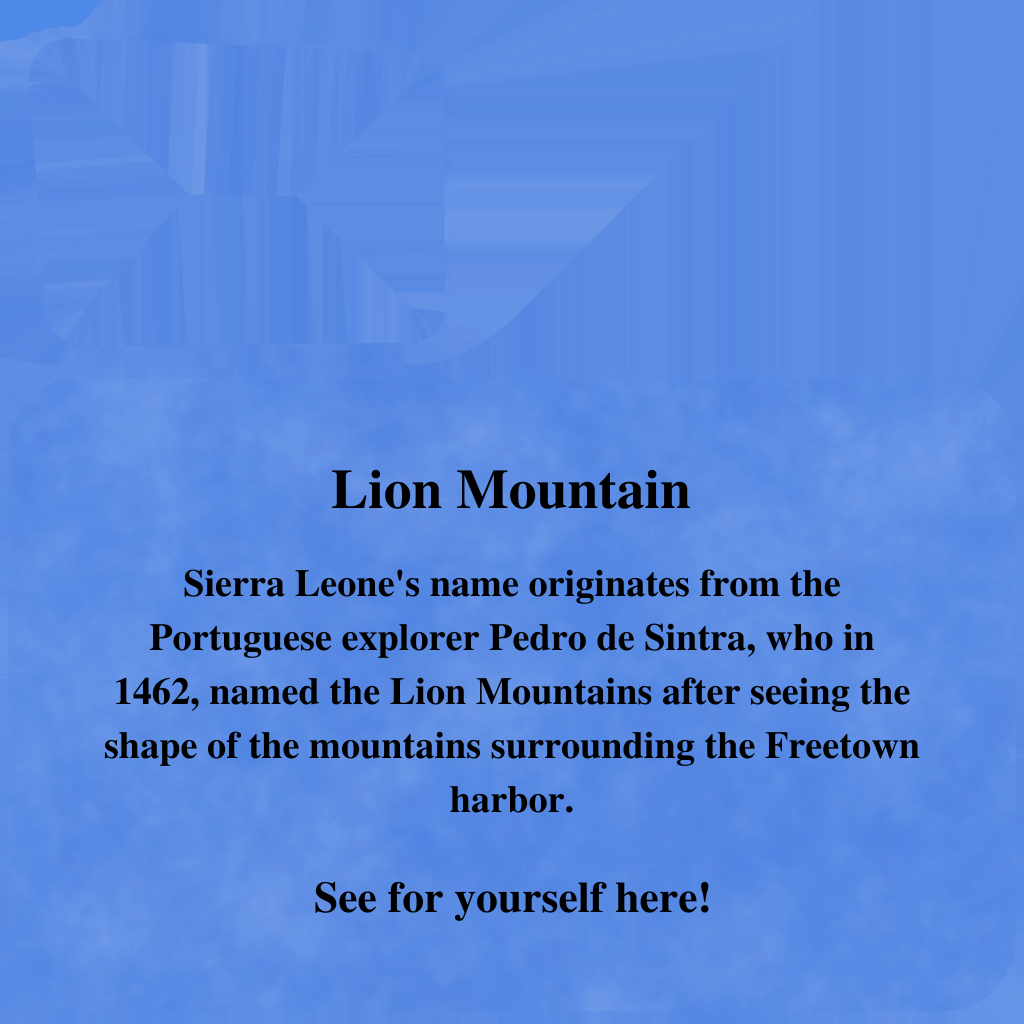 Lion Mountain
Sierra Leone's name originates from the
Portuguese explorer Pedro de Sintra, who in
1462, named the Lion Mountains after seeing the
shape of the mountains surrounding the Freetown
harbor.
See for yourself here!